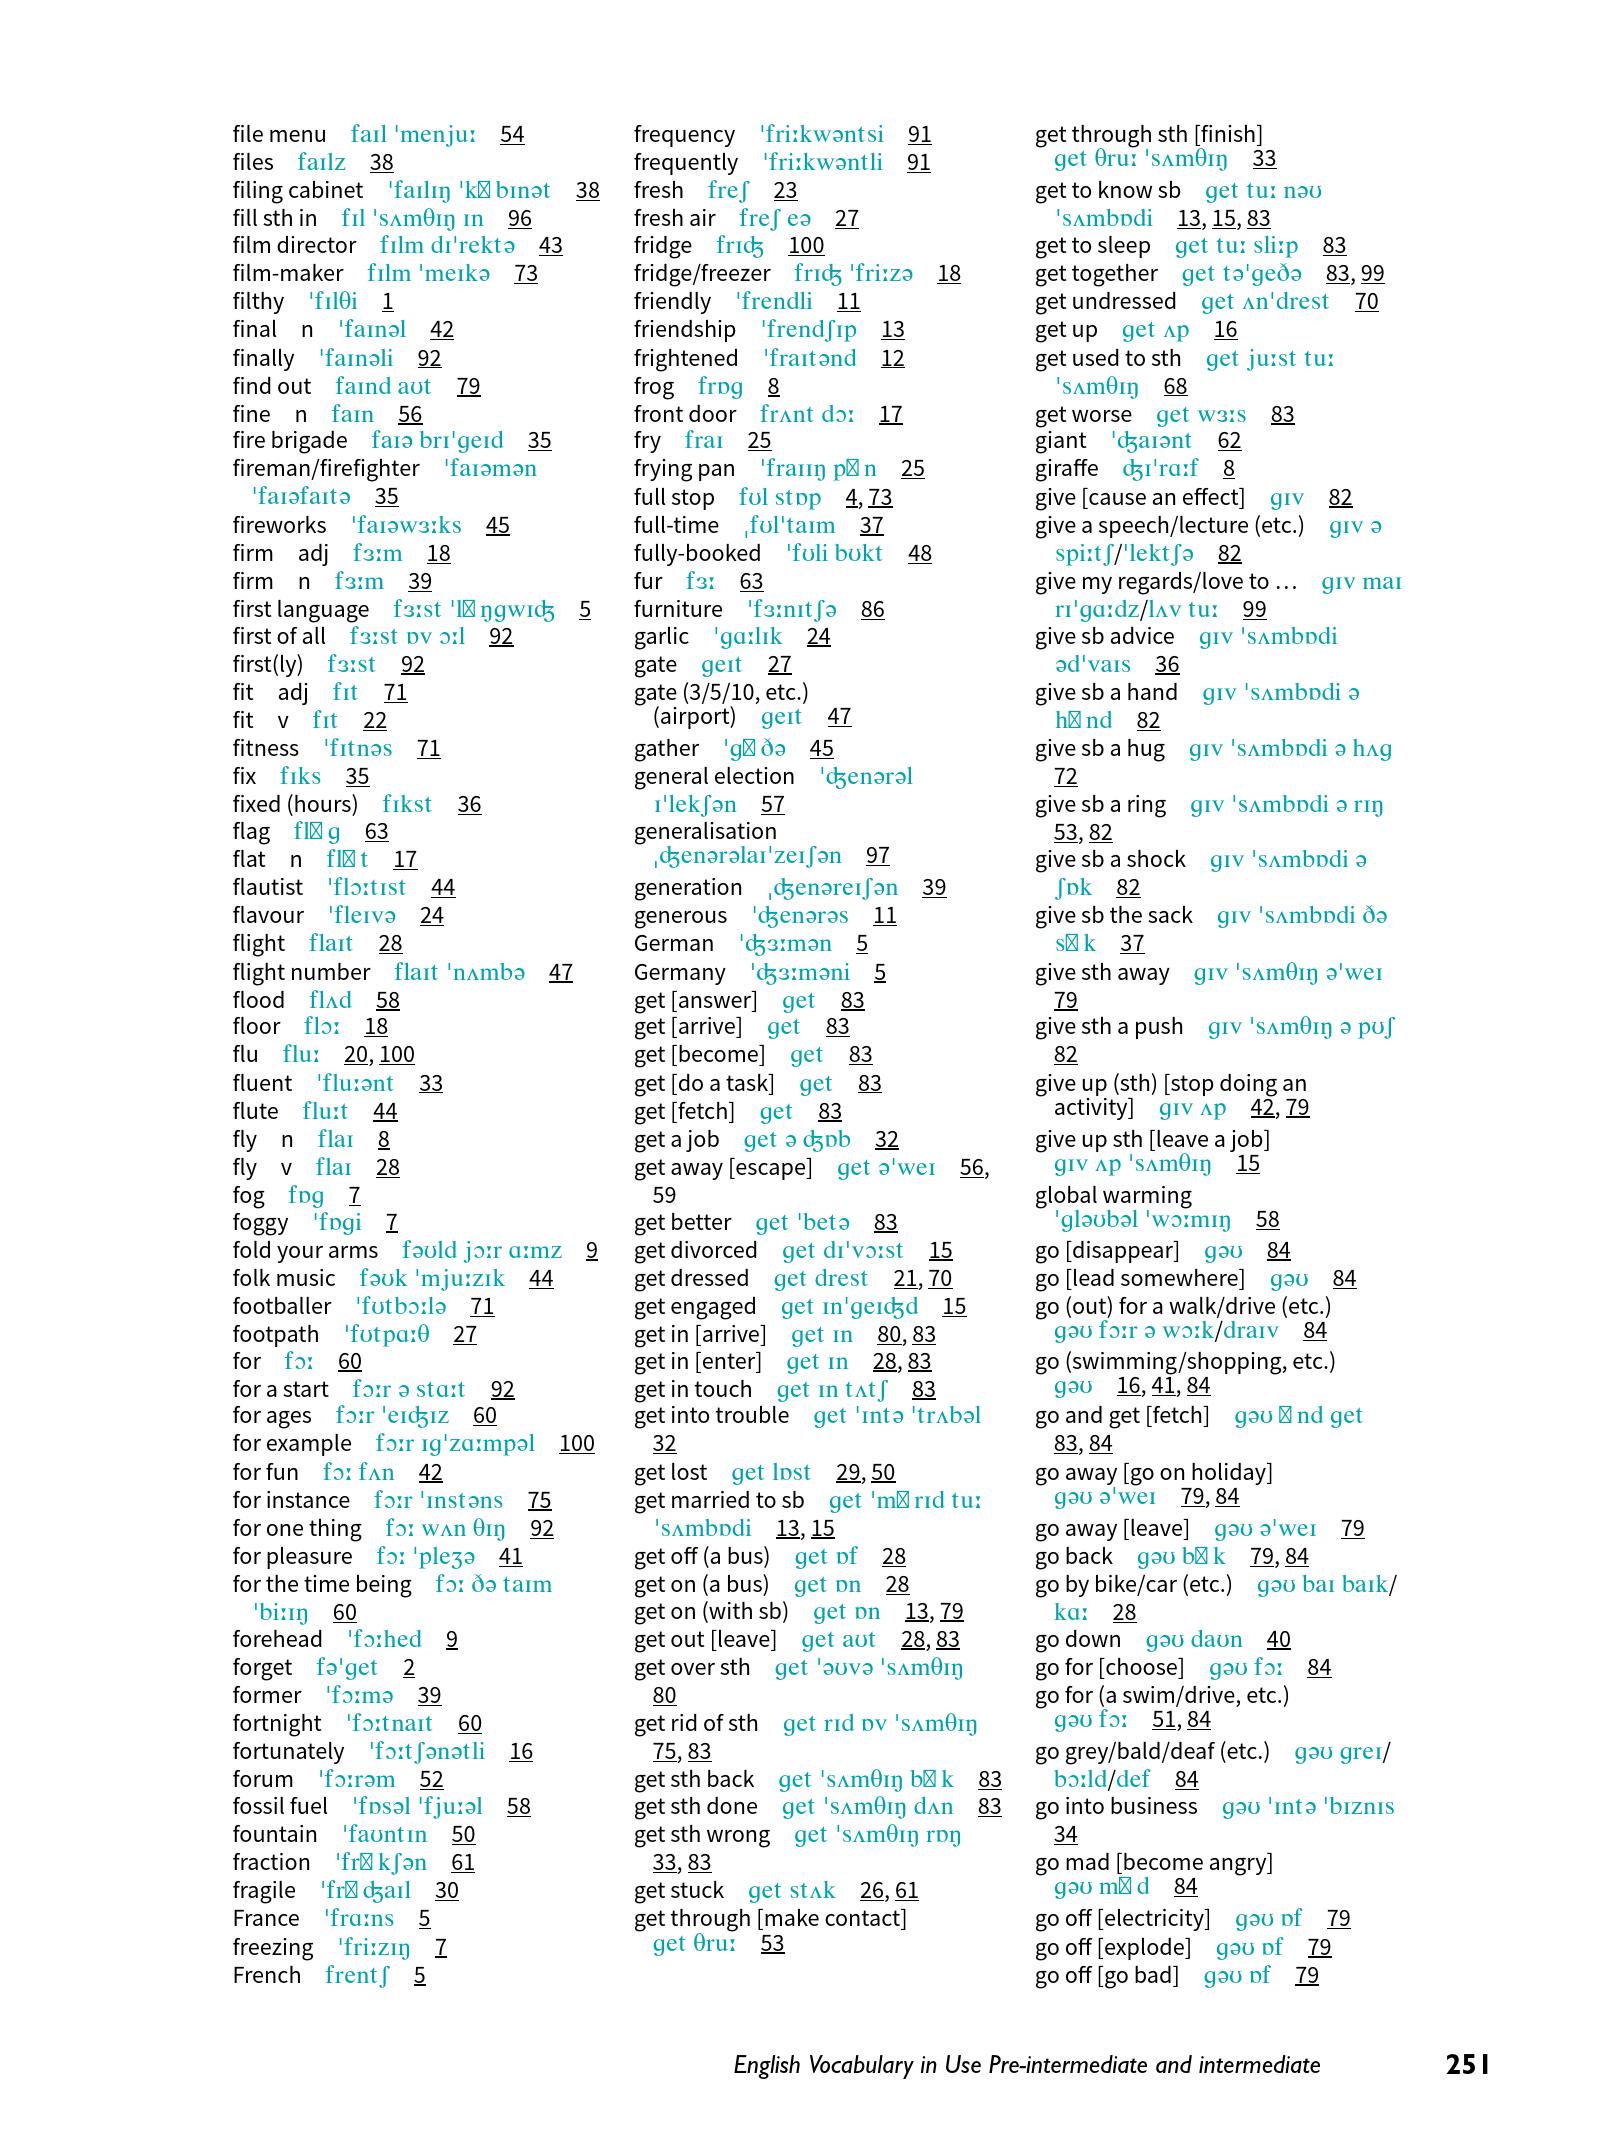 file menu faɪl ˈmenjuː 54
files faɪlz 38
filing cabinet ˈfaɪlɪŋ ˈk� bɪnət 38
fill sth in fɪl ˈsʌmθɪŋ ɪn 96
film director fɪlm dɪˈrektə 43
film-maker fɪlm ˈmeɪkə 73
filthy ˈfɪlθi 1
final n ˈfaɪnəl 42
finally ˈfaɪnəli 92
find out faɪnd aʊt 79
fine n faɪn 56
fire brigade faɪə brɪˈgeɪd 35
fireman/firefighter ˈfaɪəmən
ˈfaɪəfaɪtə 35
fireworks ˈfaɪəwɜːks 45
firm adj fɜːm 18
firm n fɜːm 39
first language fɜːst ˈl� ŋgwɪʤ 5
first of all fɜːst ɒv ɔːl 92
first(ly) fɜːst 92
fit adj fɪt 71
fit v fɪt 22
fitness ˈfɪtnəs 71
fix fɪks 35
fixed (hours) fɪkst 36
flag fl� g 63
flat n fl� t 17
flautist ˈflɔːtɪst 44
flavour ˈfleɪvə 24
flight flaɪt 28
flight number flaɪt ˈnʌmbə 47
flood flʌd 58
floor flɔː 18
flu fluː 20, 100
fluent ˈfluːənt 33
flute fluːt 44
fly n flaɪ 8
fly v flaɪ 28
fog fɒg 7
foggy ˈfɒgi 7
fold your arms fəʊld jɔːr ɑːmz 9
folk music fəʊk ˈmjuːzɪk 44
footballer ˈfʊtbɔːlə 71
footpath ˈfʊtpɑːθ 27
for fɔː 60
for a start fɔːr ə stɑːt 92
for ages fɔːr ˈeɪʤɪz 60
for example fɔːr ɪgˈzɑːmpəl 100
for fun fɔː fʌn 42
for instance fɔːr ˈɪnstəns 75
for one thing fɔː wʌn θɪŋ 92
for pleasure fɔː ˈpleʒə 41
for the time being fɔː ðə taɪm
ˈbiːɪŋ 60
forehead ˈfɔːhed 9
forget fəˈget 2
former ˈfɔːmə 39
fortnight ˈfɔːtnaɪt 60
fortunately ˈfɔːtʃənətli 16
forum ˈfɔːrəm 52
fossil fuel ˈfɒsəl ˈfjuːəl 58
fountain ˈfaʊntɪn 50
fraction ˈfr� kʃən 61
fragile ˈfr� ʤaɪl 30
France ˈfrɑːns 5
freezing ˈfriːzɪŋ 7
French frentʃ 5
frequency ˈfriːkwəntsi 91
frequently ˈfriːkwəntli 91
fresh freʃ 23
fresh air freʃ eə 27
fridge frɪʤ 100
fridge/freezer frɪʤ ˈfriːzə 18
friendly ˈfrendli 11
friendship ˈfrendʃɪp 13
frightened ˈfraɪtənd 12
frog frɒg 8
front door frʌnt dɔː 17
fry fraɪ 25
frying pan ˈfraɪɪŋ p� n 25
full stop fʊl stɒp 4, 73
full-time ˌfʊlˈtaɪm 37
fully-booked ˈfʊli bʊkt 48
fur fɜː 63
furniture ˈfɜːnɪtʃə 86
garlic ˈgɑːlɪk 24
gate geɪt 27
gate (3/5/10, etc.)
(airport) geɪt 47
gather ˈg� ðə 45
general election ˈʤenərəl
ɪˈlekʃən 57
generalisation
ˌʤenərəlaɪˈzeɪʃən 97
generation ˌʤenəreɪʃən 39
generous ˈʤenərəs 11
German ˈʤɜːmən 5
Germany ˈʤɜːməni 5
get [answer] get 83
get [arrive] get 83
get [become] get 83
get [do a task] get 83
get [fetch] get 83
get a job get ə ʤɒb 32
get away [escape] get əˈweɪ 56,
59
get better get ˈbetə 83
get divorced get dɪˈvɔːst 15
get dressed get drest 21, 70
get engaged get ɪnˈgeɪʤd 15
get in [arrive] get ɪn 80, 83
get in [enter] get ɪn 28, 83
get in touch get ɪn tʌtʃ 83
get into trouble get ˈɪntə ˈtrʌbəl
32
get lost get lɒst 29, 50
get married to sb get ˈm� rɪd tuː
ˈsʌmbɒdi 13, 15
get off (a bus) get ɒf 28
get on (a bus) get ɒn 28
get on (with sb) get ɒn 13, 79
get out [leave] get aʊt 28, 83
get over sth get ˈəʊvə ˈsʌmθɪŋ
80
get rid of sth get rɪd ɒv ˈsʌmθɪŋ
75, 83
get sth back get ˈsʌmθɪŋ b� k 83
get sth done get ˈsʌmθɪŋ dʌn 83
get sth wrong get ˈsʌmθɪŋ rɒŋ
33, 83
get stuck get stʌk 26, 61
get through [make contact]
get θruː 53
get through sth [finish]
get θruː ˈsʌmθɪŋ 33
get to know sb get tuː nəʊ
ˈsʌmbɒdi 13, 15, 83
get to sleep get tuː sliːp 83
get together get təˈgeðə 83, 99
get undressed get ʌnˈdrest 70
get up get ʌp 16
get used to sth get juːst tuː
ˈsʌmθɪŋ 68
get worse get wɜːs 83
giant ˈʤaɪənt 62
giraffe ʤɪˈrɑːf 8
give [cause an effect] gɪv 82
give a speech/lecture (etc.) gɪv ə
spiːtʃ/ˈlektʃə 82
give my regards/love to … gɪv maɪ
rɪˈgɑːdz/lʌv tuː 99
give sb advice gɪv ˈsʌmbɒdi
ədˈvaɪs 36
give sb a hand gɪv ˈsʌmbɒdi ə
h� nd 82
give sb a hug gɪv ˈsʌmbɒdi ə hʌg
72
give sb a ring gɪv ˈsʌmbɒdi ə rɪŋ
53, 82
give sb a shock gɪv ˈsʌmbɒdi ə
ʃɒk 82
give sb the sack gɪv ˈsʌmbɒdi ðə
s� k 37
give sth away gɪv ˈsʌmθɪŋ əˈweɪ
79
give sth a push gɪv ˈsʌmθɪŋ ə pʊʃ
82
give up (sth) [stop doing an
activity] gɪv ʌp 42, 79
give up sth [leave a job]
gɪv ʌp ˈsʌmθɪŋ 15
global warming
ˈgləʊbəl ˈwɔːmɪŋ 58
go [disappear] gəʊ 84
go [lead somewhere] gəʊ 84
go (out) for a walk/drive (etc.)
gəʊ fɔːr ə wɔːk/draɪv 84
go (swimming/shopping, etc.)
gəʊ 16, 41, 84
go and get [fetch] gəʊ � nd get
83, 84
go away [go on holiday]
gəʊ əˈweɪ 79, 84
go away [leave] gəʊ əˈweɪ 79
go back gəʊ b� k 79, 84
go by bike/car (etc.) gəʊ baɪ baɪk/
kɑː 28
go down gəʊ daʊn 40
go for [choose] gəʊ fɔː 84
go for (a swim/drive, etc.)
gəʊ fɔː 51, 84
go grey/bald/deaf (etc.) gəʊ greɪ/
bɔːld/def 84
go into business gəʊ ˈɪntə ˈbɪznɪs
34
go mad [become angry]
gəʊ m� d 84
go off [electricity] gəʊ ɒf 79
go off [explode] gəʊ ɒf 79
go off [go bad] gəʊ ɒf 79
English Vocabulary in Use Pre-intermediate and intermediate 251